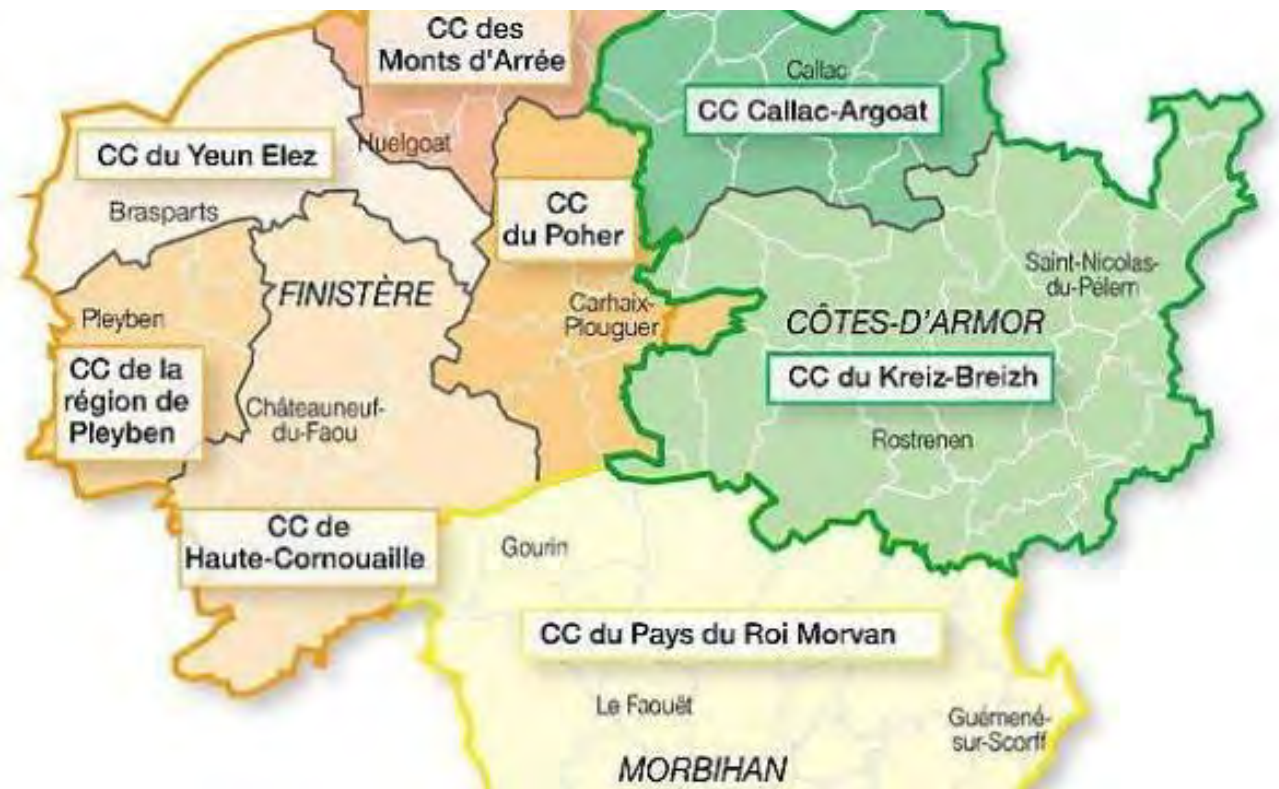 CC des
Monts d'Arrée
Callac
CC Callac-Argoat
Huelgoat
CC du Yeun Elez
Brasparts
CC
du Poher
Saint-Nicolas-
du-Pélem
FINISTÈRE
Carhaix-
Plouguer
Pleyben
CÔTES-D'ARMOR
CC de la
région de
Pleyben
CC du Kreiz-Breizh
Châteauneuf-
du-Faou
Rostrenen
CC de
Haute-Cornouaille
Gourin
CC du Pays du Roi Morvan
Le Faouët
Guémené-
sur-Scorff
MORBIHAN